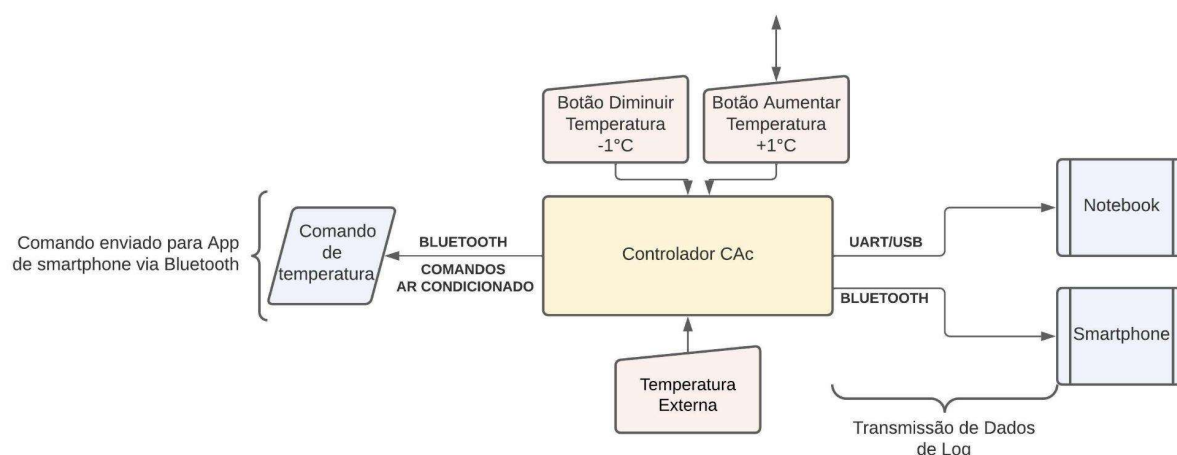 Botão Diminuir
Temperatura
-1°C
Botão Aumentar
Temperatura
+1°C
Comando enviado para App
de smartphone via Bluetooth
Comando
de
temperatura
BLUETOOTH
COMANDOS
AR CONDICIONADO
Controlador CAc
UART/USB
BLUETOOTH
Notebook
Smartphone
Temperatura
Externa
Transmissão de Dados
de Log